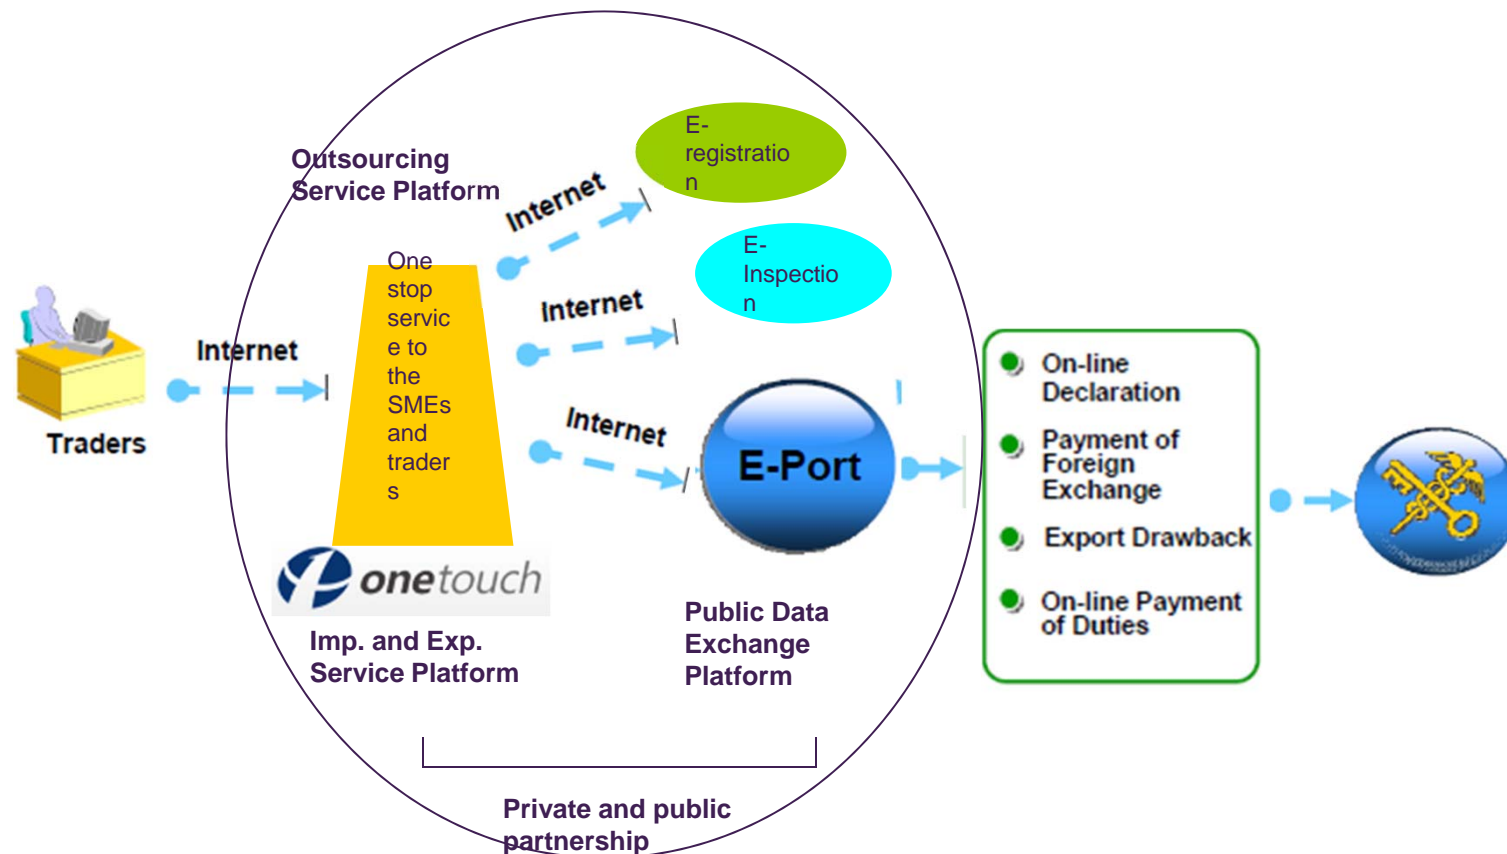 Outsourcing
Service Platform
E-
registratio
n
Internet
E-
Inspectio
n
Internet
One
stop
servic
e to
the
SMEs
and
trader
s
Internet
Traders
Internet
E-Port
On-line
Declaration
Payment of
Foreign
Exchange
Export Drawback
On-line Payment
of Duties
onetouch
Imp. and Exp.
Service Platform
Public Data
Exchange
Platform
Private and public
partnership